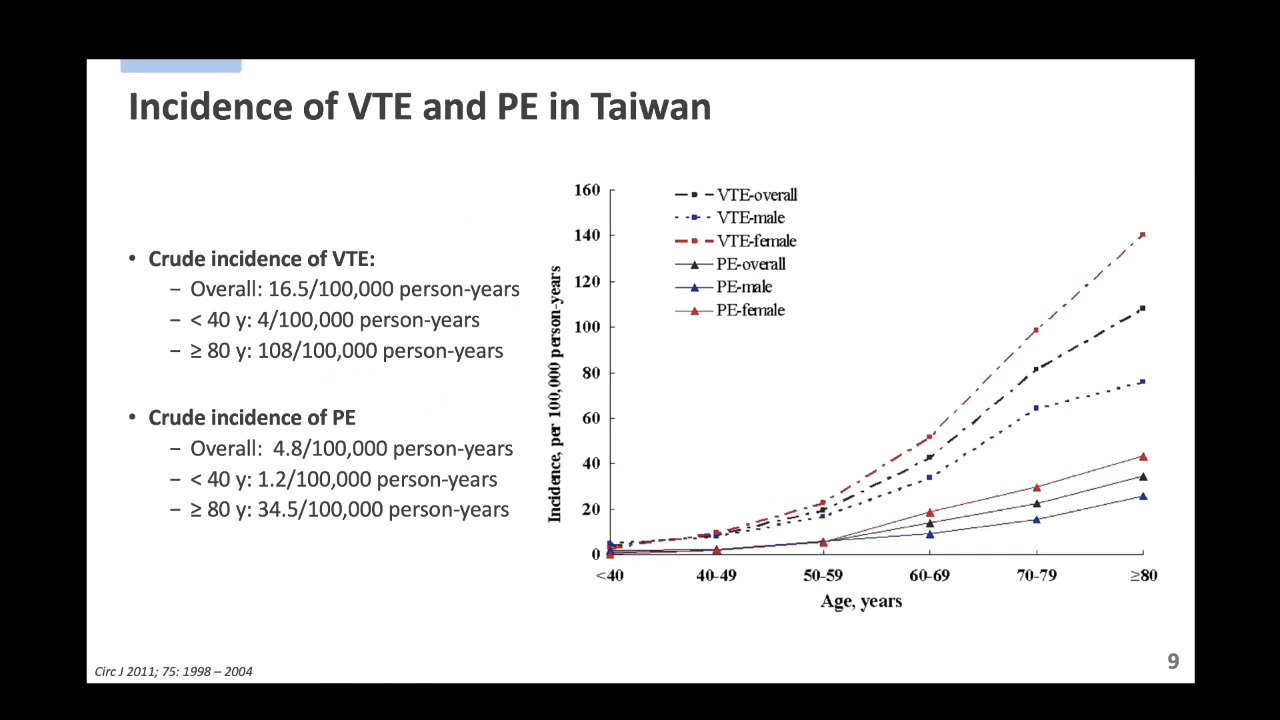 Incidence of VTE and PE in Taiwan
• Crude incidence of VTE:
− Overall: 16.5/100,000 person-years
− < 40 y: 4/100,000 person-years
− ≥ 80 y: 108/100,000 person-years
• Crude incidence of PE
− Overall:  4.8/100,000 person-years
− < 40 y: 1.2/100,000 person-years
− ≥ 80 y: 34.5/100,000 person-years
Incidence, per 100,000 person-years
160
140
120
100
80
60
40
20
0
VTE-overall
VTE-male
VTE-female
PE-overall
PE-male
PE-female
<40 40-49 50-59 60-69 70-79 ≥80
Age, years
Circ J 2011; 75: 1998 – 2004
9